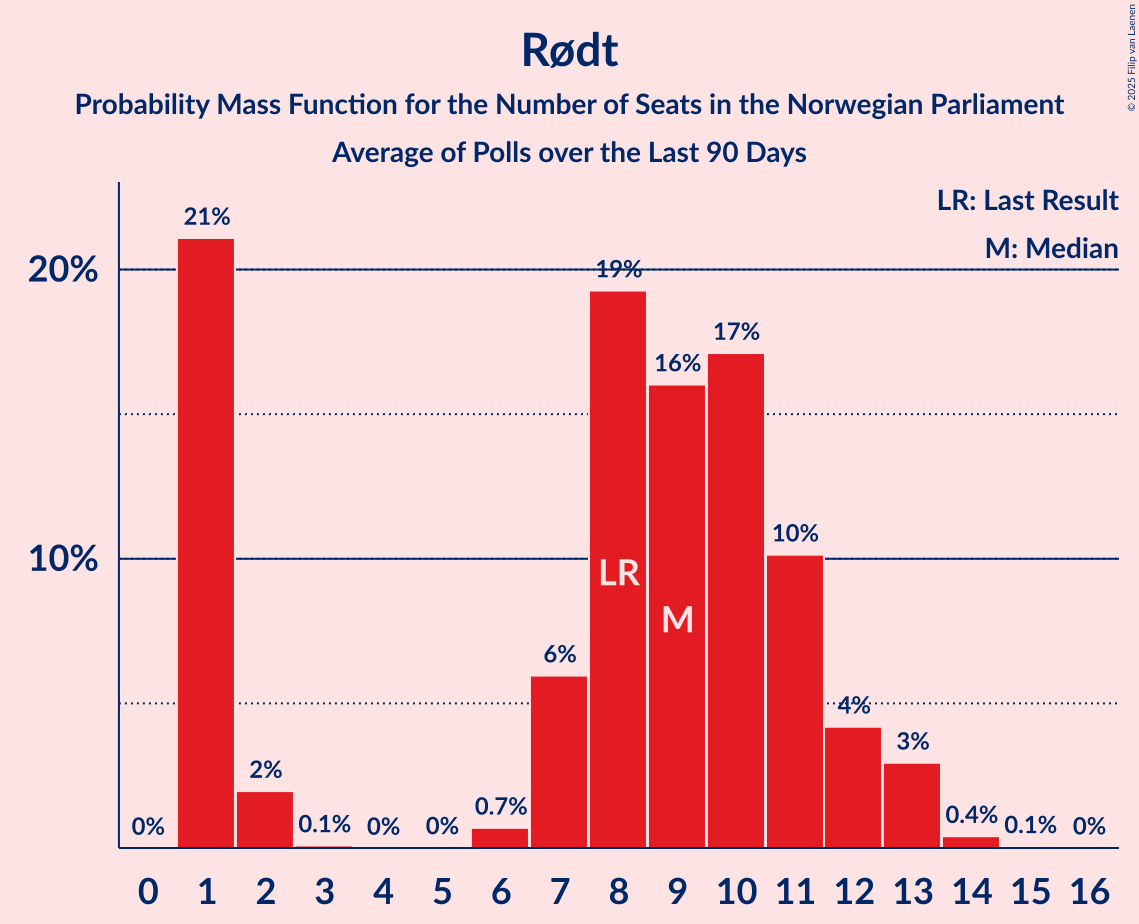 Rødt
Probability Mass Function for the Number of Seats in the Norwegian Parliament
Average of Polls over the Last 90 Days
© 2025 Filip van Laenen
LR: Last Result
M: Median
20%
10%
0%
21%
2%
0.1%
0%
0%
0.7%
6%
19%
16%
17%
10%
4%
3%
0.4%
0.1%
0%
LR
M
0 1 2 3 4 5 6 7 8 9 10 11 12 13 14 15 16